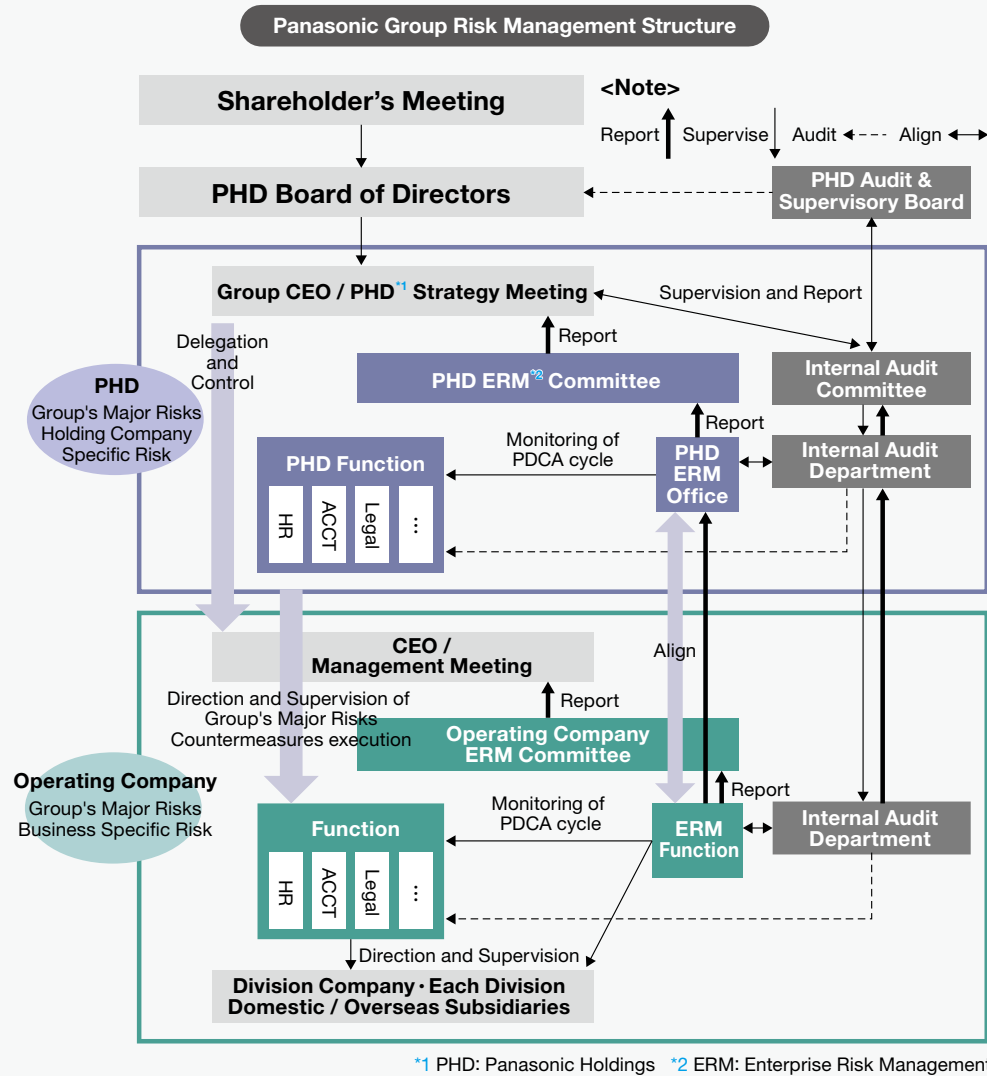 Panasonic Group Risk Management Structure
Shareholder's Meeting
<Note>
Report
Supervise
Audit
Align
PHD Board of Directors
PHD Audit &
Supervisory Board
Group CEO / PHD*1 Strategy Meeting
Supervision and Report
Delegation
and
Control
Report
PHD ERM*2 Committee
Internal Audit
Committee
PHD
Group's Major Risks
Holding Company
Specific Risk
Report
PHD Function
HR
ACCT
Legal
...
Monitoring of
PDCA cycle
PHD
ERM
Office
Internal Audit
Department
CEO /
Management Meeting
Align
Direction and Supervision of
Group's Major Risks
Countermeasures execution
Report
Operating Company
ERM Committee
Operating Company
Group's Major Risks
Business Specific Risk
Report
Function
HR
ACCT
Legal
...
Monitoring of
PDCA cycle
ERM
Function
Internal Audit
Department
Direction and Supervision
Division Company・Each Division
Domestic / Overseas Subsidiaries
*1 PHD: Panasonic Holdings *2 ERM: Enterprise Risk Management